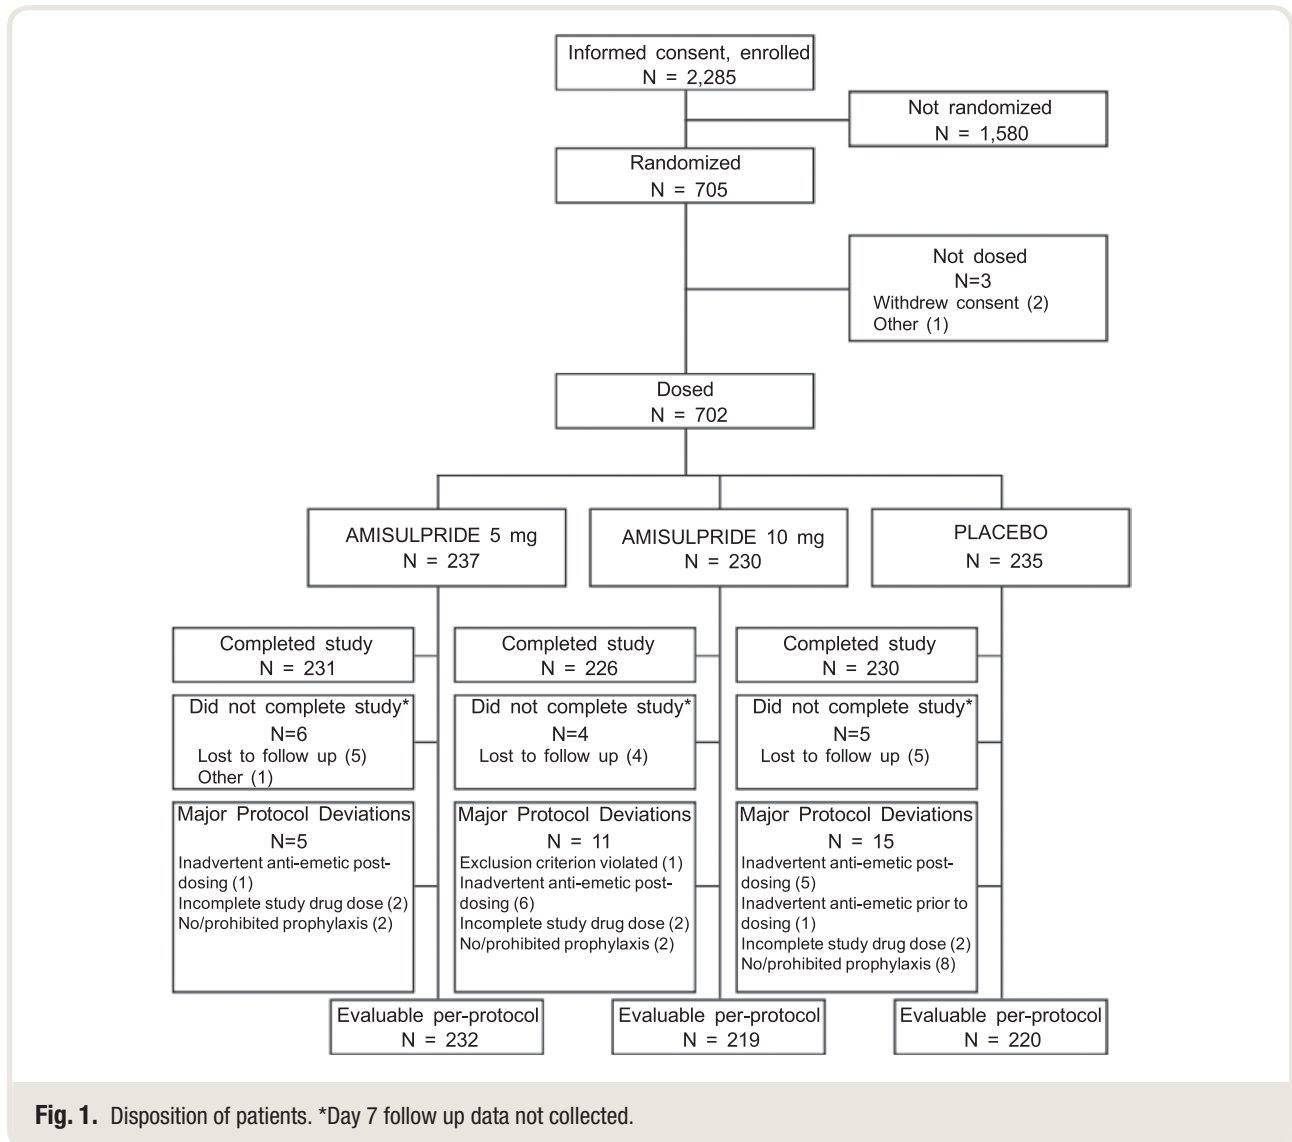 Informed consent, enrolled
N = 2,285
Not randomized
N = 1,580
Randomized
N = 705
Not dosed
N=3
Withdrew consent (2)
Other (1)
Dosed
N = 702
AMISULPRIDE 5 mg
N = 237
AMISULPRIDE 10 mg
N = 230
PLACEBO
N = 235
Completed study
N = 231
Completed study
N = 226
Completed study
N = 230
Did not complete study*
N=6
Lost to follow up (5)
Other (1)
Did not complete study*
N=4
Lost to follow up (4)
Did not complete study*
N=5
Lost to follow up (5)
Major Protocol Deviations
N=5
Inadvertent anti-emetic post-
dosing (1)
Incomplete study drug dose (2)
No/prohibited prophylaxis (2)
Major Protocol Deviations
N = 11
Exclusion criterion violated (1)
Inadvertent anti-emetic post-
dosing (6)
Incomplete study drug dose (2)
No/prohibited prophylaxis (2)
Major Protocol Deviations
N = 15
Inadvertent anti-emetic post-
dosing (5)
Inadvertent anti-emetic prior to
dosing (1)
Incomplete study drug dose (2)
No/prohibited prophylaxis (8)
Evaluable per-protocol
N = 232
Evaluable per-protocol
N = 219
Evaluable per-protocol
N = 220
Fig. 1. Disposition of patients. *Day 7 follow up data not collected.